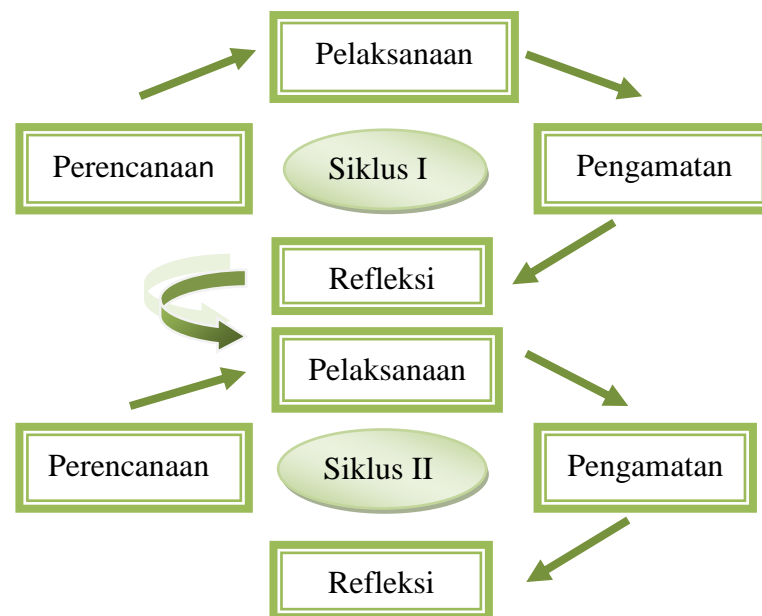 Pelaksanaan
Perencanaan
Siklus I
Pengamatan
Refleksi
Pelaksanaan
Perencanaan
Siklus II
Pengamatan
Refleksi